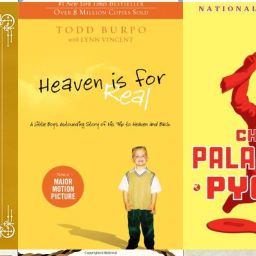 #1 New York Times BESTSELLER
OVER 8 MILLION COPIES SOLD
TODD BURPO
with LYNN VINCENT
Heaven is for
Real
A Little Boy's Astounding Story of His Trip to Heaven and Back
Now a
MAJOR
MOTION
PICTURE
NATIONAL
CH
PALA
PYG